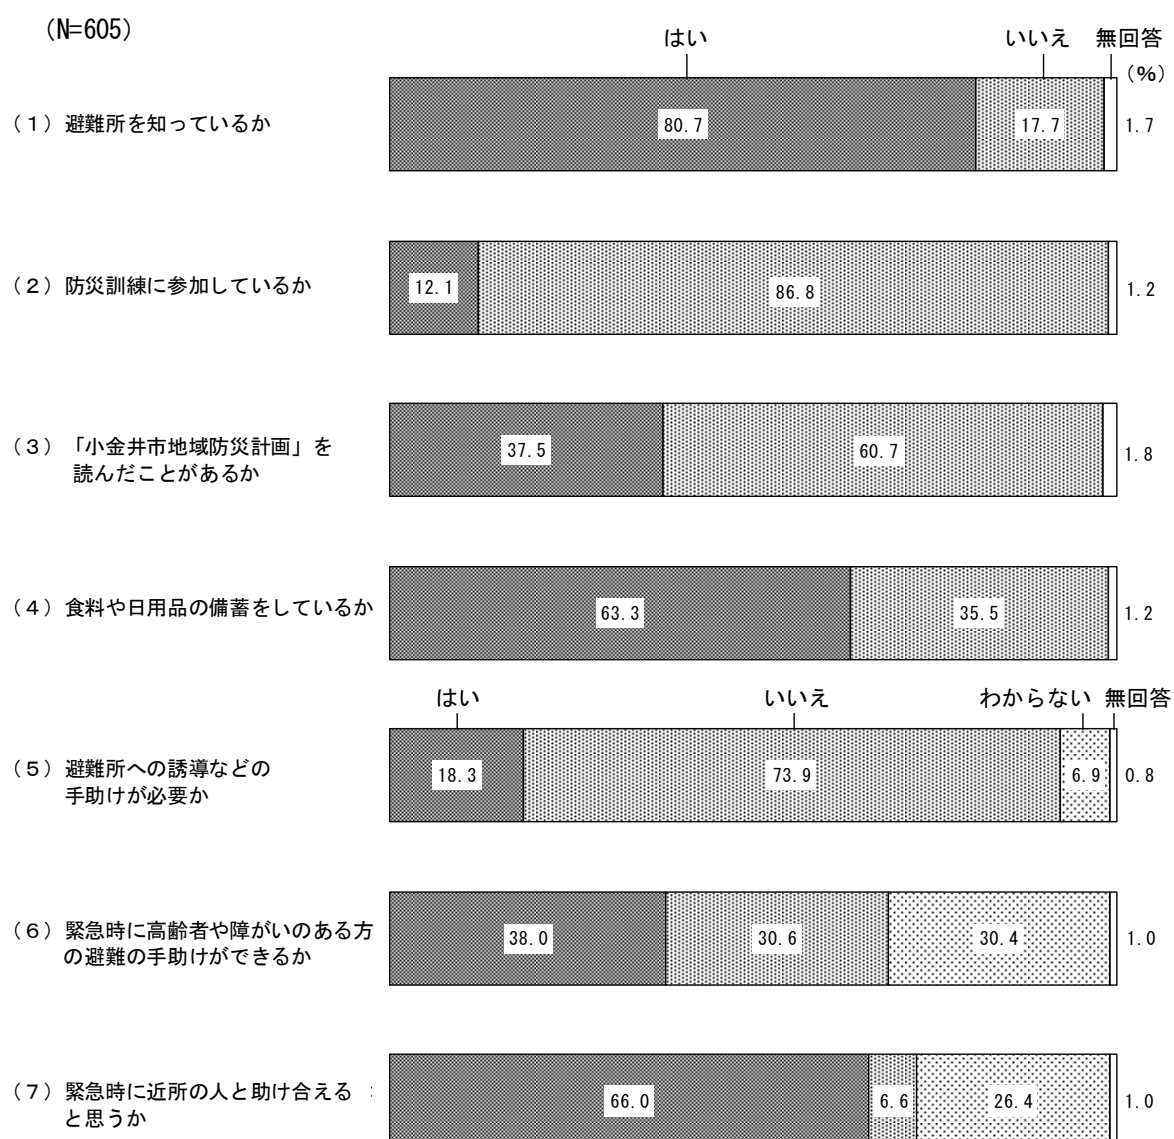 (N=605)
はい いいえ 無回答
(%)
(1) 避難所を知っているか 80.7 17.7 1.7
(2) 防災訓練に参加しているか 12.1 86.8 1.2
(3) 「小金井市地域防災計画」を
読んだことがあるか 37.5 60.7 1.8
(4) 食料や日用品の備蓄をしているか 63.3 35.5 1.2
はい いいえ わからない 無回答
(5) 避難所への誘導などの
手助けが必要か 18.3 73.9 6.9 0.8
(6) 緊急時に高齢者や障がいのある方
の避難の手助けができるか 38.0 30.6 30.4 1.0
(7) 緊急時に近所の人と助け合える
と思うか 66.0 6.6 26.4 1.0